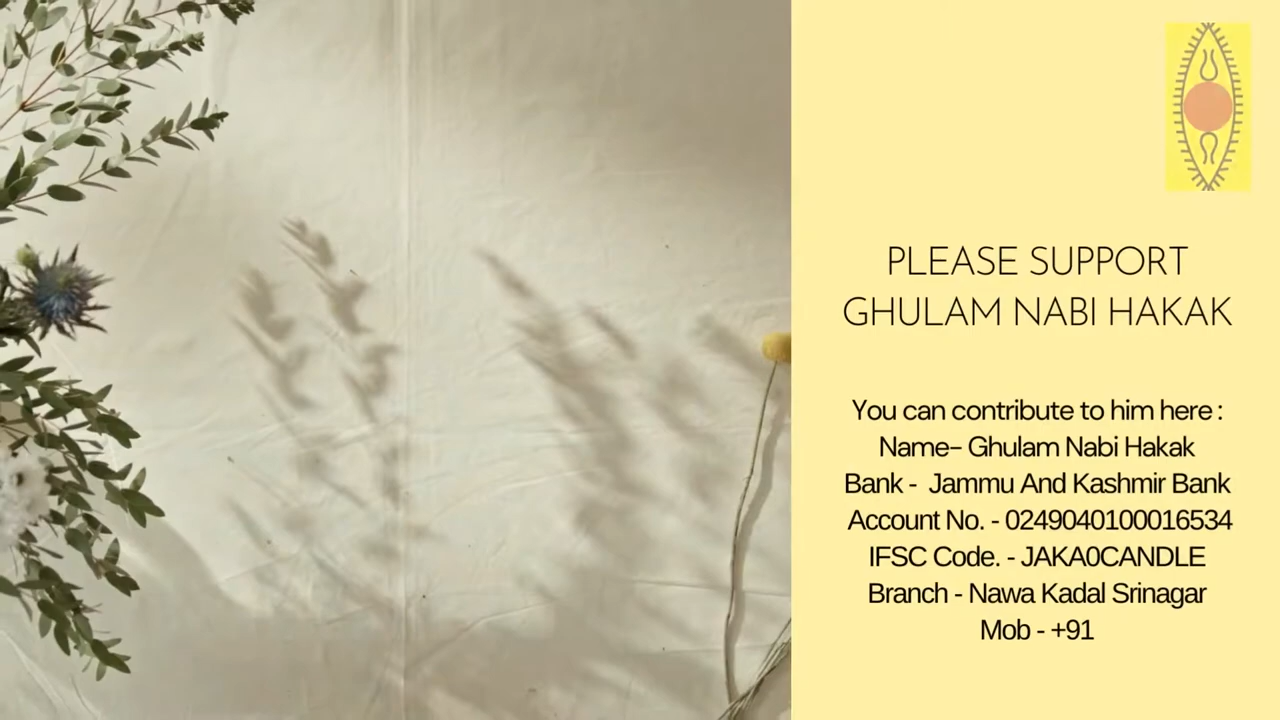 PLEASE SUPPORT
GHULAM NABI HAKAK
You can contribute to him here :
Name– Ghulam Nabi Hakak
Bank -  Jammu And Kashmir Bank
Account No. - 0249040100016534
IFSC Code. - JAKA0CANDLE
Branch - Nawa Kadal Srinagar
Mob - +91